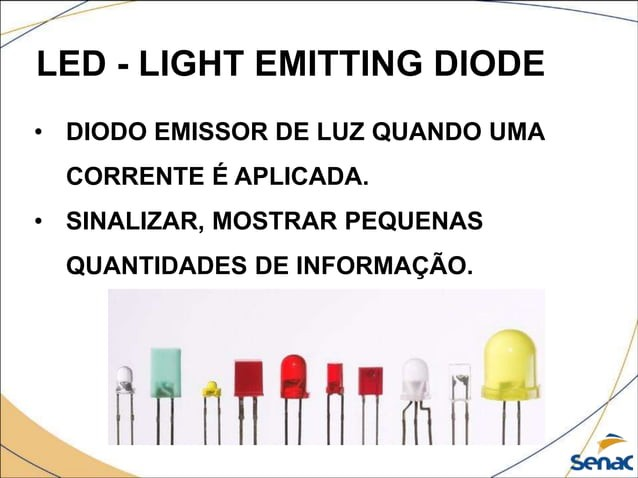 LED - LIGHT EMITTING DIODE
• DIODO EMISSOR DE LUZ QUANDO UMA
CORRENTE É APLICADA.
• SINALIZAR, MOSTRAR PEQUENAS
QUANTIDADES DE INFORMAÇÃO.
Senac